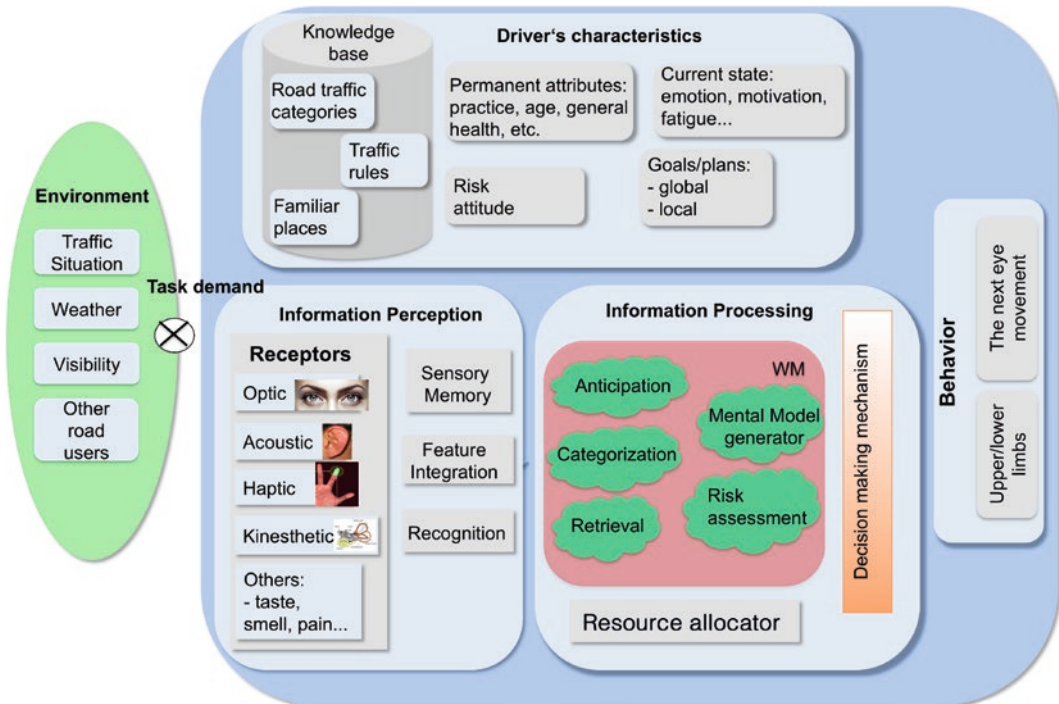 Knowledge
base
Road traffic
categories
Traffic
rules
Familiar
places
Driver‘s characteristics
Permanent attributes:
practice, age, general
health, etc.
Current state:
emotion, motivation,
fatigue...
Risk
attitude
Goals/plans:
- global
- local
Environment
Traffic
Situation
Weather
Visibility
Other
road
users
Task demand
Information Perception
Receptors
Optic
Acoustic
Haptic
Kinesthetic
Others:
- taste,
smell, pain...
Sensory
Memory
Feature
Integration
Recognition
Information Processing
WM
Anticipation
Mental Model
generator
Categorization
Risk
assessment
Retrieval
Resource allocator
Decision making mechanism
Behavior
The next eye
movement
Upper/lower
limbs